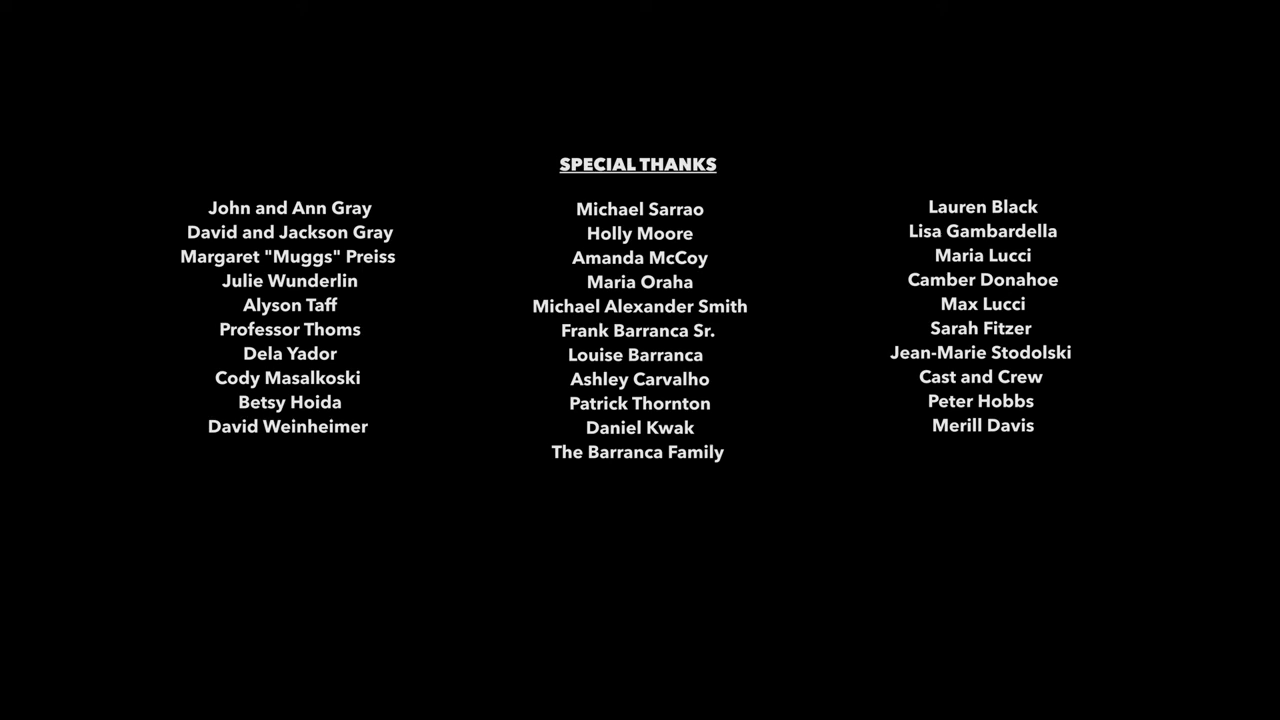 SPECIAL THANKS
John and Ann Gray
David and Jackson Gray
Margaret "Muggs" Preiss
Julie Wunderlin
Alyson Taff
Professor Thoms
Dela Yador
Cody Masalkoski
Betsy Hoida
David Weinheimer
Michael Sarrao
Holly Moore
Amanda McCoy
Maria Oraha
Michael Alexander Smith
Frank Barranca Sr.
Louise Barranca
Ashley Carvalho
Patrick Thornton
Daniel Kwak
The Barranca Family
Lauren Black
Lisa Gambardella
Maria Lucci
Camber Donahoe
Max Lucci
Sarah Fitzer
Jean-Marie Stodolski
Cast and Crew
Peter Hobbs
Merill Davis